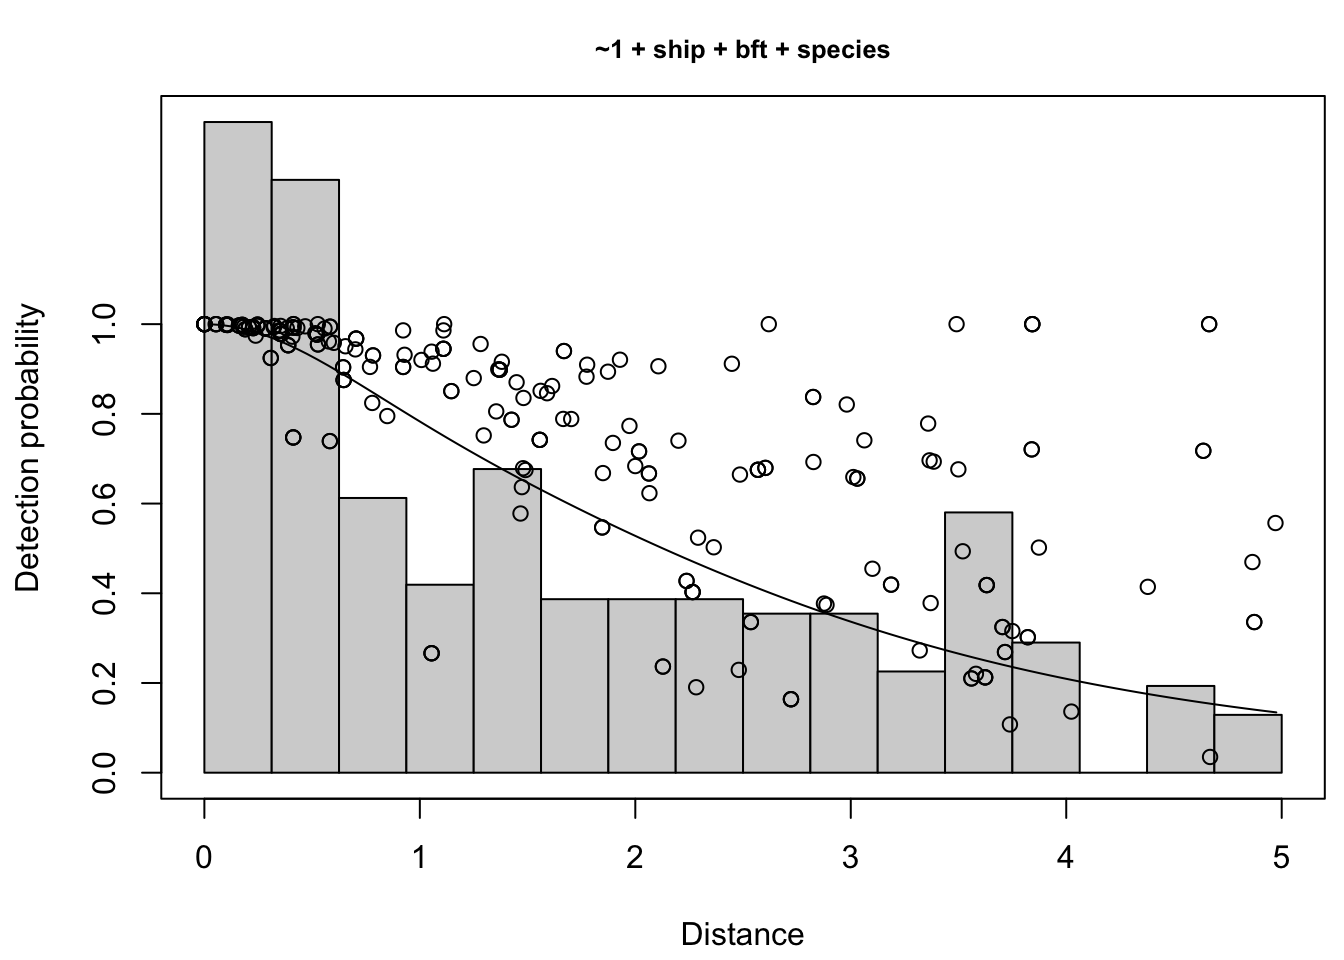 ~1 + ship + bft + species
Detection probability
1.0
0.8
0.6
0.4
0.2
0.0
0 1 2 3 4 5
Distance